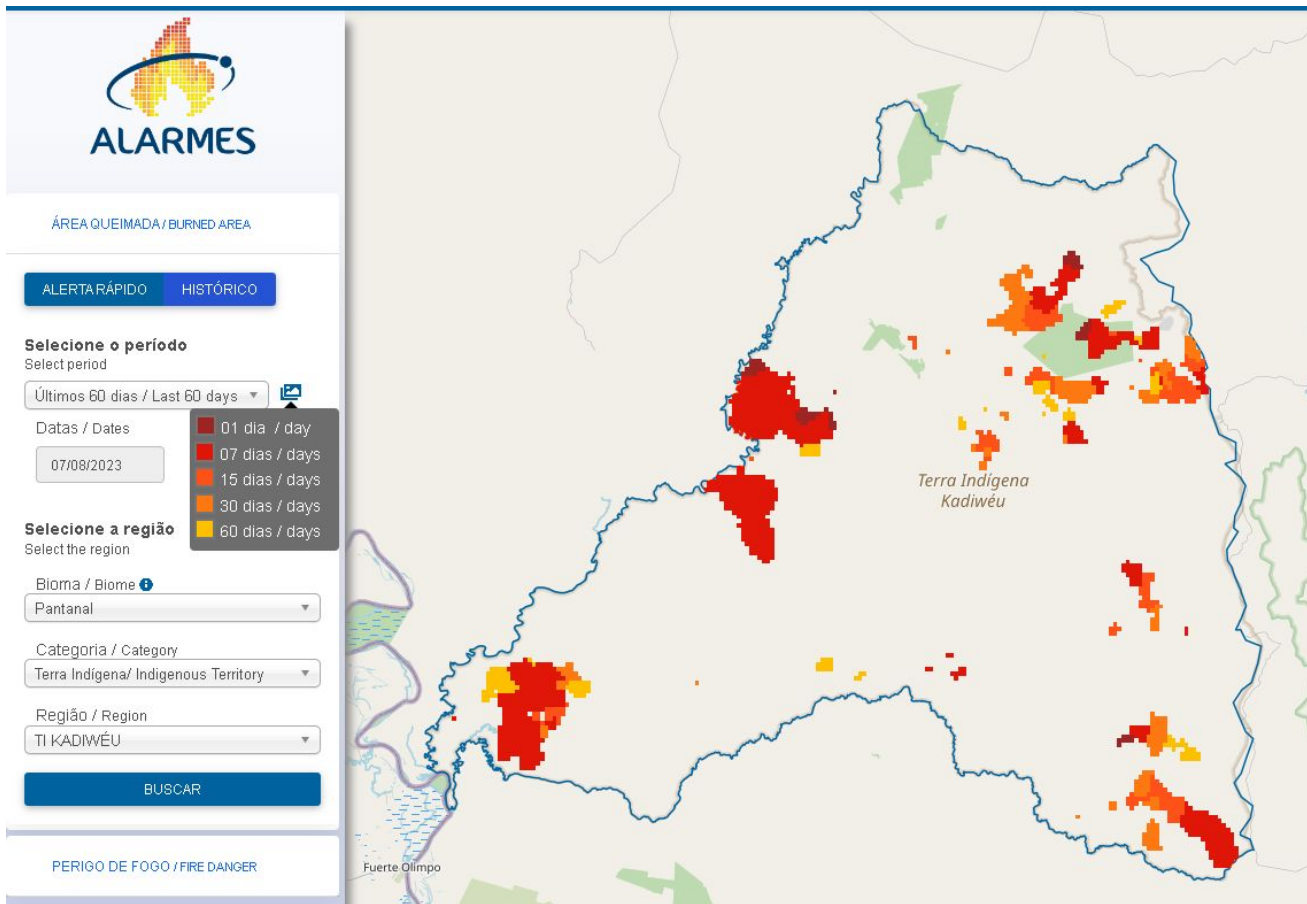 ALARMES
ÁREA QUEIMADA / BURNED AREA
ALERTA RÁPIDO
HISTÓRICO
Selecione o período
Select period
Últimos 60 dias / Last 60 days
Datas / Dates
07/08/2023
01 dia / day
07 dias / days
15 dias / days
30 dias / days
60 dias / days
Selecione a região
Select the region
Bioma / Biome
Pantanal
Categoria / Category
Terra Indígena/ Indigenous Territory
Região / Region
TI KADIWÉU
BUSCAR
PERIGO DE FOGO / FIRE DANGER
Terra Indígena
Kadiwéu
Fuerte Olimpo